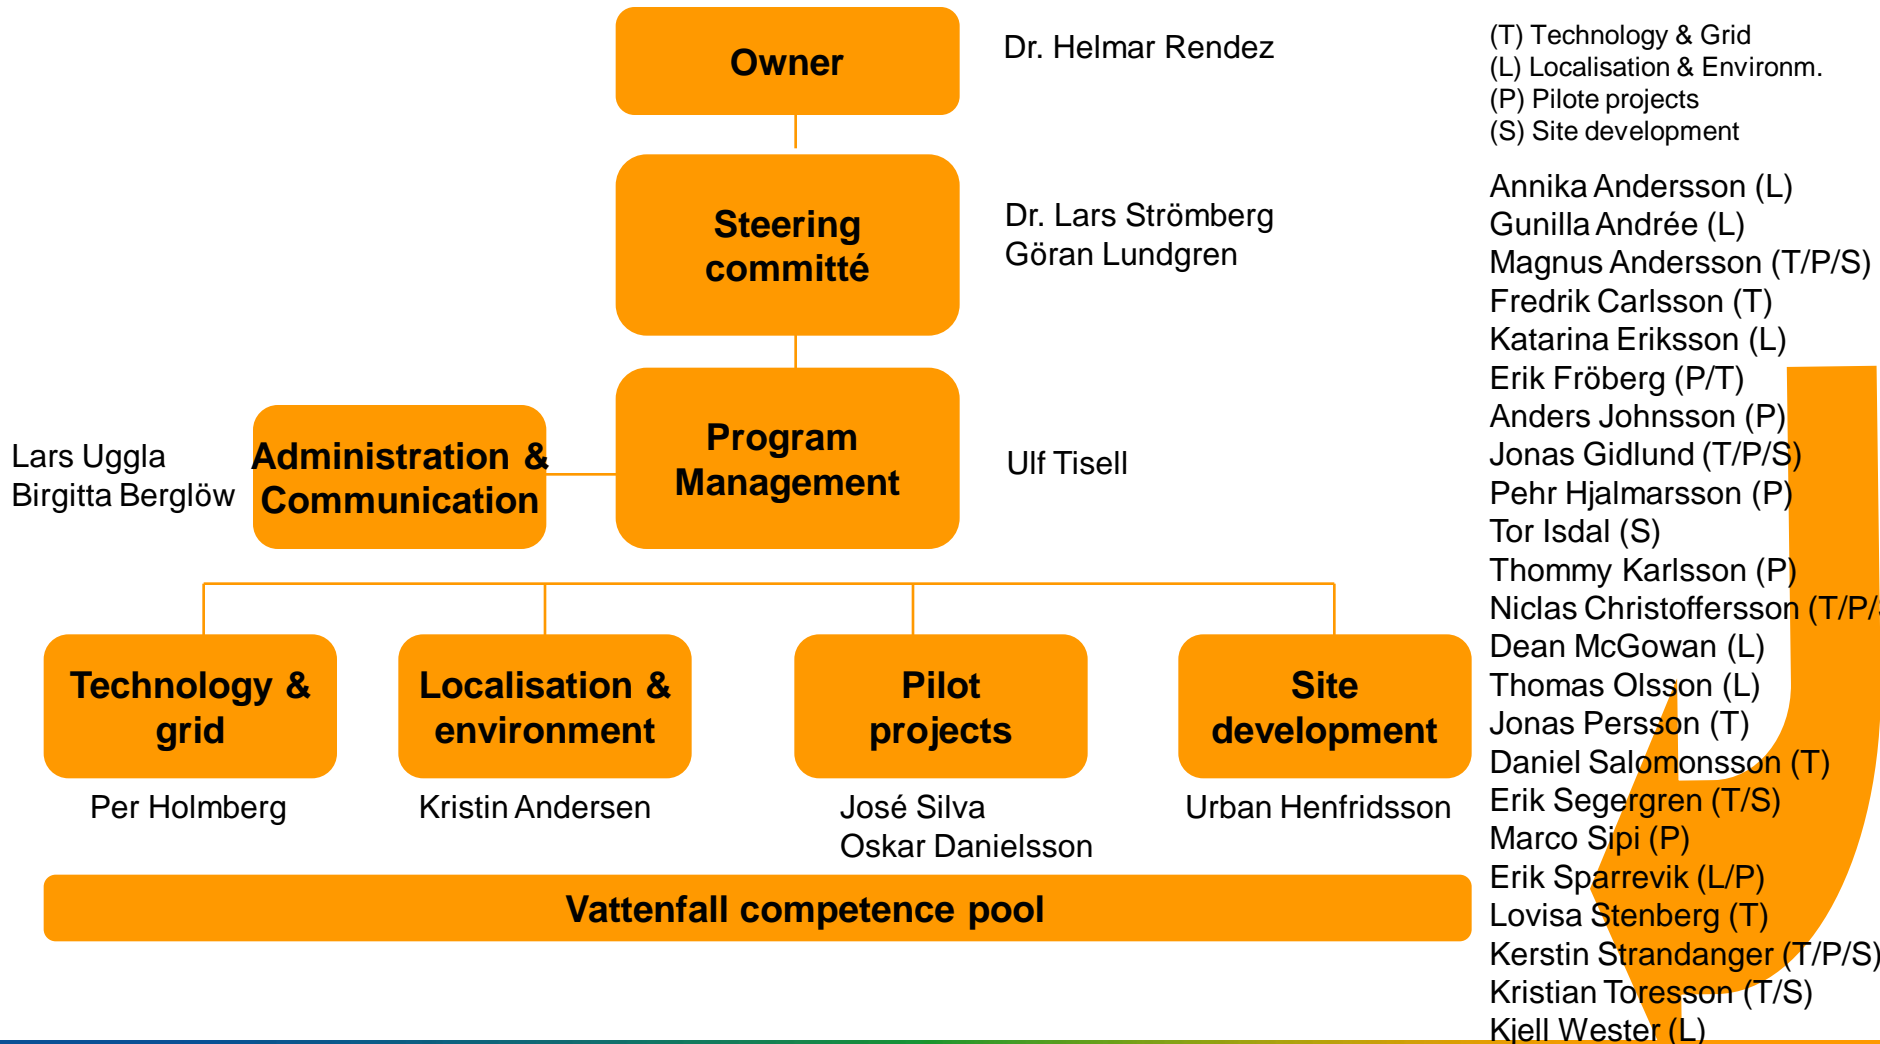 Owner
Dr. Helmar Rendez
Steering
committé
Dr. Lars Strömberg
Göran Lundgren
Lars Uggla
Birgitta Berglöw
Administration &
Communication
Program
Management
Ulf Tisell
Technology &
grid
Localisation &
environment
Pilot
projects
Site
development
Per Holmberg
Kristin Andersen
José Silva
Oskar Danielsson
Urban Henfridsson
Vattenfall competence pool
(T) Technology & Grid
(L) Localisation & Environm.
(P) Pilote projects
(S) Site development
Annika Andersson (L)
Gunilla Andrée (L)
Magnus Andersson (T/P/S)
Fredrik Carlsson (T)
Katarina Eriksson (L)
Erik Fröberg (P/T)
Anders Johnsson (P)
Jonas Gidlund (T/P/S)
Pehr Hjalmarsson (P)
Tor Isdal (S)
Thommy Karlsson (P)
Niclas Christoffersson (T/P/
Dean McGowan (L)
Thomas Olsson (L)
Jonas Persson (T)
Daniel Salomonsson (T)
Erik Segergren (T/S)
Marco Sipi (P)
Erik Sparrevik (L/P)
Lovisa Stenberg (T)
Kerstin Strandanger (T/P/S)
Kristian Toresson (T/S)
Kjell Wester (L)